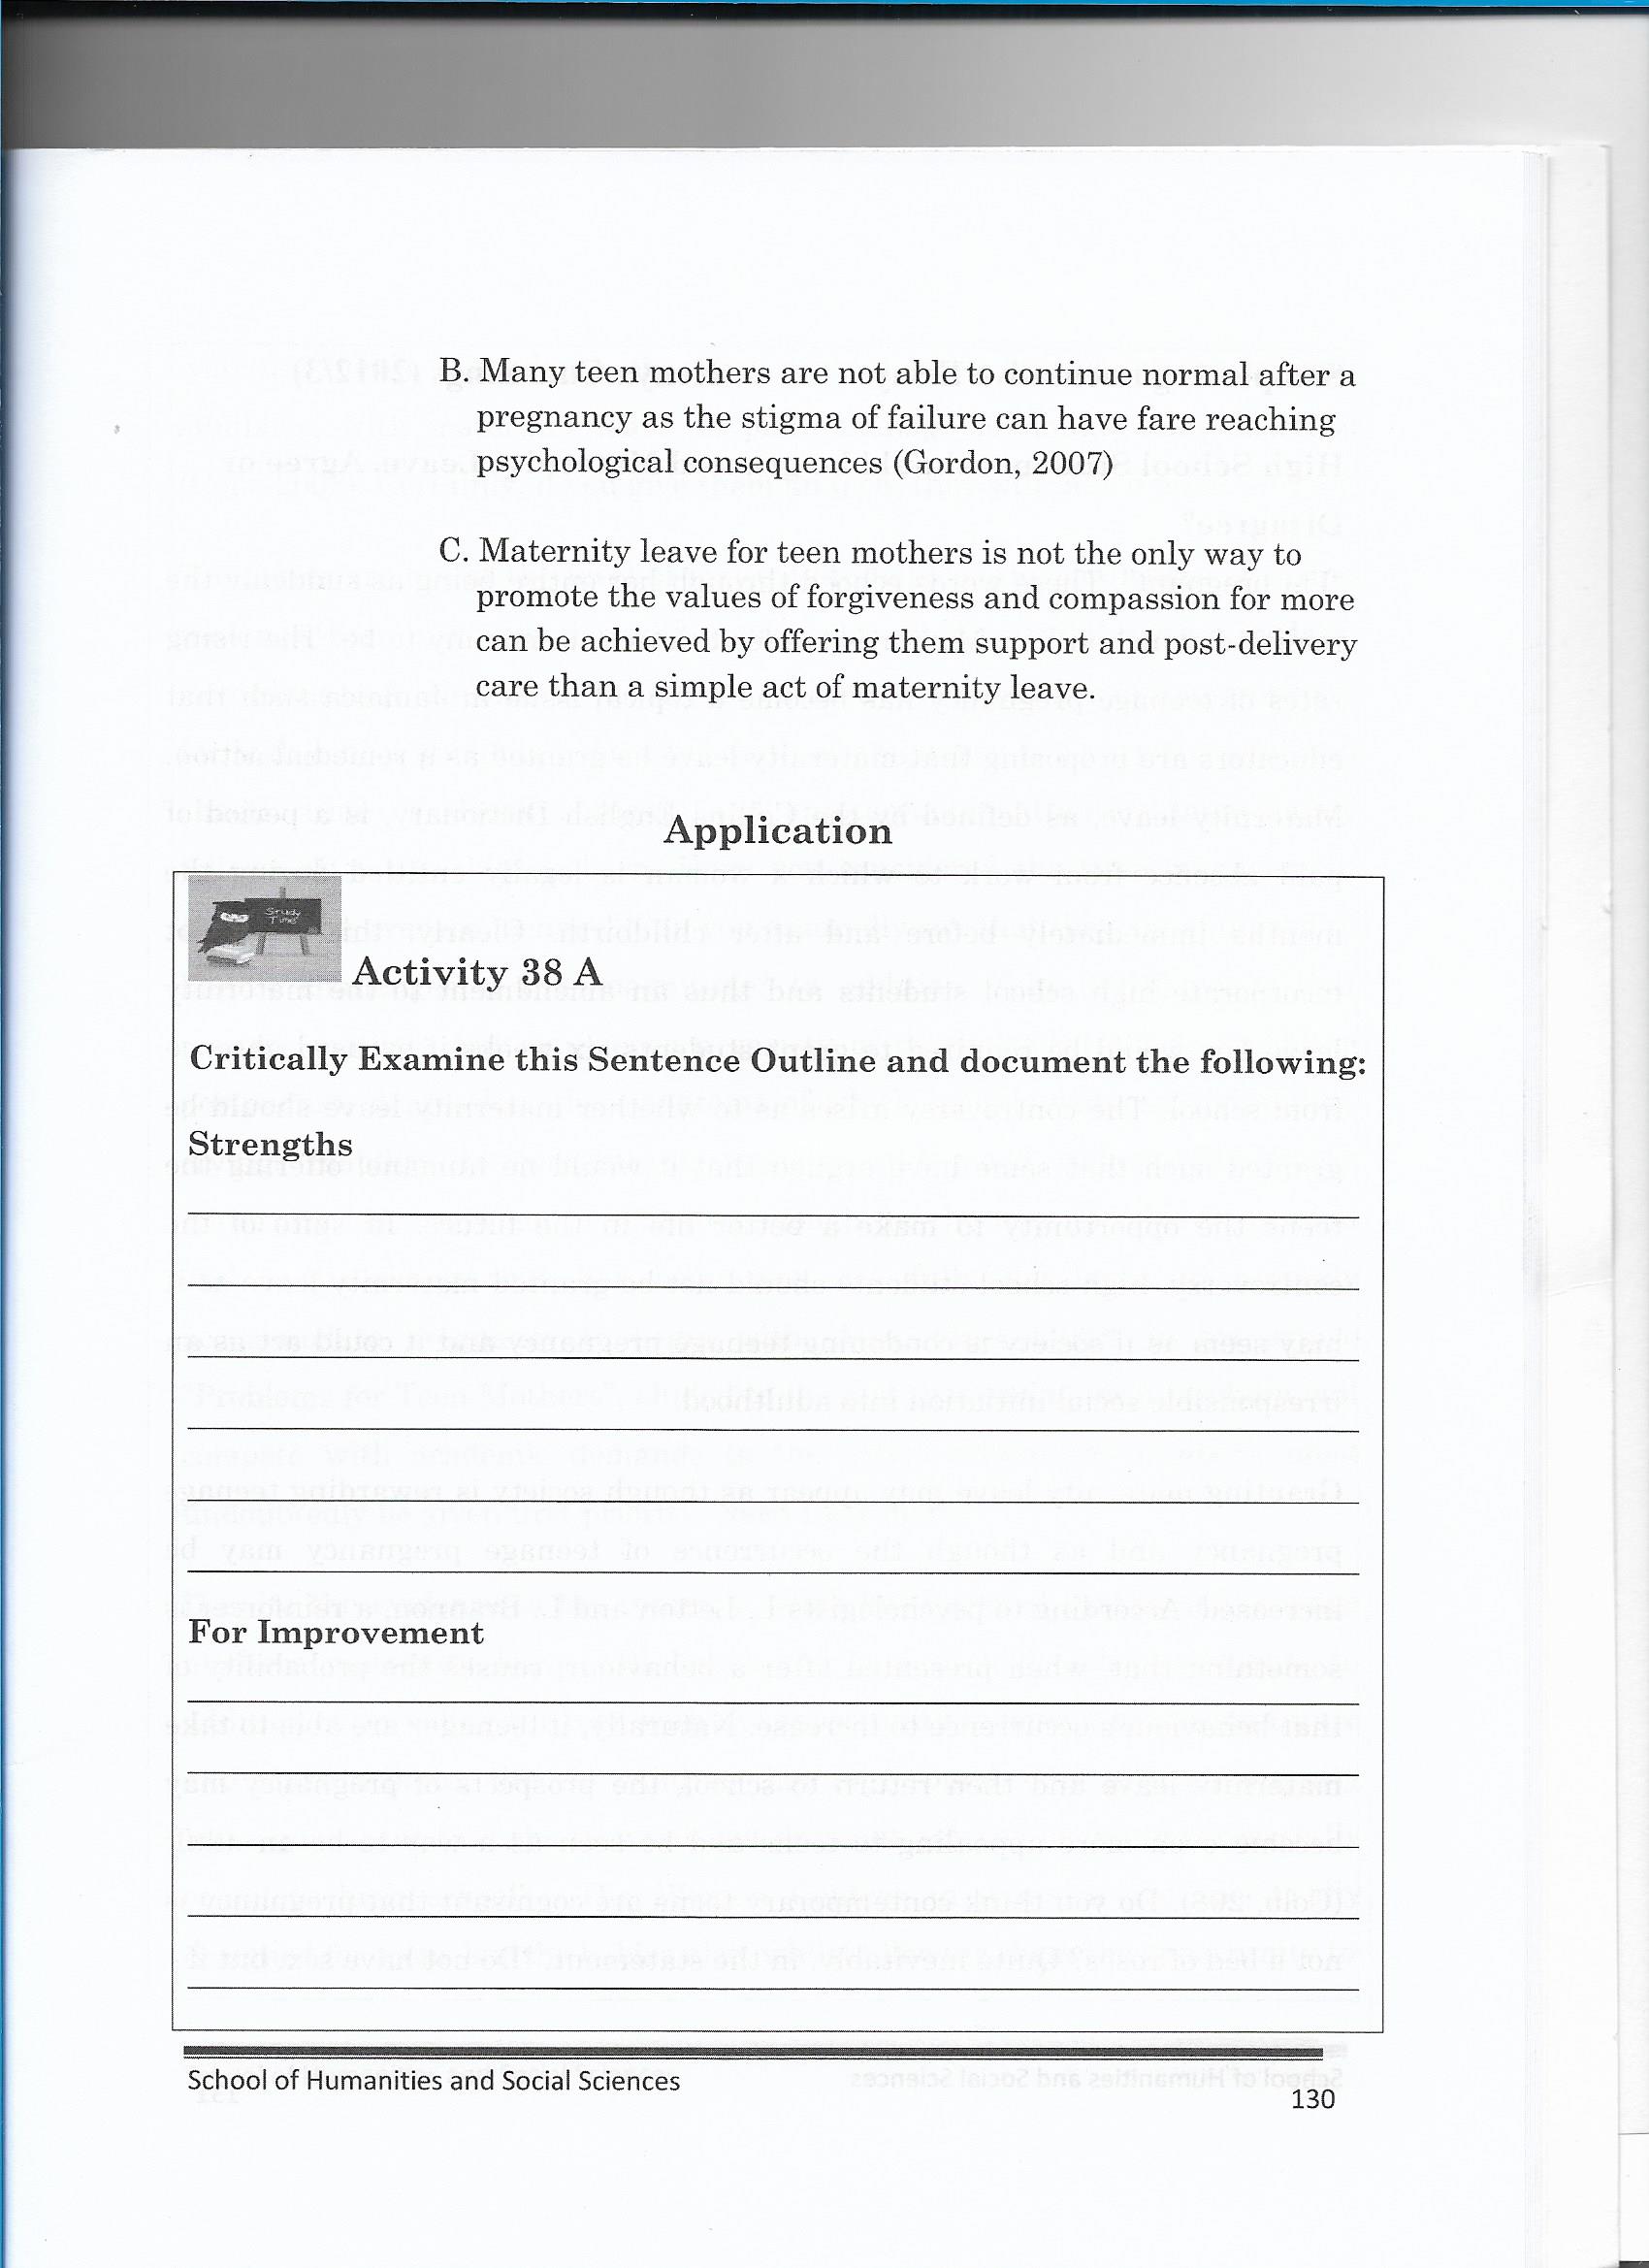 B. Many teen mothers are not able to continue normal after a
pregnancy as the stigma of failure can have fare reaching
psychological consequences (Gordon, 2007)
C. Maternity leave for teen mothers is not the only way to
promote the values of forgiveness and compassion for more
can be achieved by offering them support and post-delivery
care than a simple act of maternity leave.
Application
Study
Time
Activity 38 A
Critically Examine this Sentence Outline and document the following:
Strengths
For Improvement
School of Humanities and Social Sciences
130